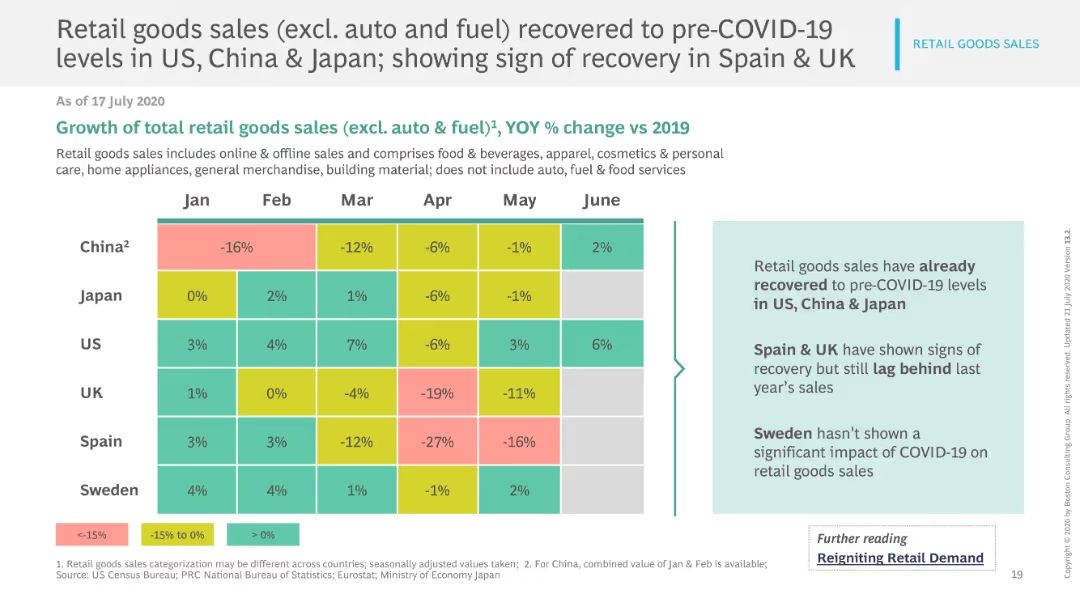 Retail goods sales (excl. auto and fuel) recovered to pre-COVID-19
levels in US, China & Japan; showing sign of recovery in Spain & UK
RETAIL GOODS SALES
As of 17 July 2020
Growth of total retail goods sales (excl. auto & fuel)¹, YOY % change vs 2019
Retail goods sales includes online & offline sales and comprises food & beverages, apparel, cosmetics & personal
care, home appliances, general merchandise, building material; does not include auto, fuel & food services
Jan Feb Mar Apr May June
China² -16% -12% -6% -1% 2%
Japan 0% 2% 1% -6% -1%
US 3% 4% 7% -6% 3% 6%
UK 1% 0% -4% -19% -11%
Spain 3% 3% -12% -27% -16%
Sweden 4% 4% 1% -1% 2%
<-15% -15% to 0% > 0%
Retail goods sales have already
recovered to pre-COVID-19 levels
in US, China & Japan
Spain & UK have shown signs of
recovery but still lag behind last
year's sales
Sweden hasn't shown a
significant impact of COVID-19 on
retail goods sales
Further reading
Reigniting Retail Demand
1. Retail goods sales categorization may be different across countries; seasonally adjusted values taken; 2. For China, combined value of Jan & Feb is available;
Source: US Census Bureau; PRC National Bureau of Statistics; Eurostat; Ministry of Economy Japan
19
Copyright © 2020 by Boston Consulting Group. All rights reserved. Updated 21 July 2020 Version 13.2.